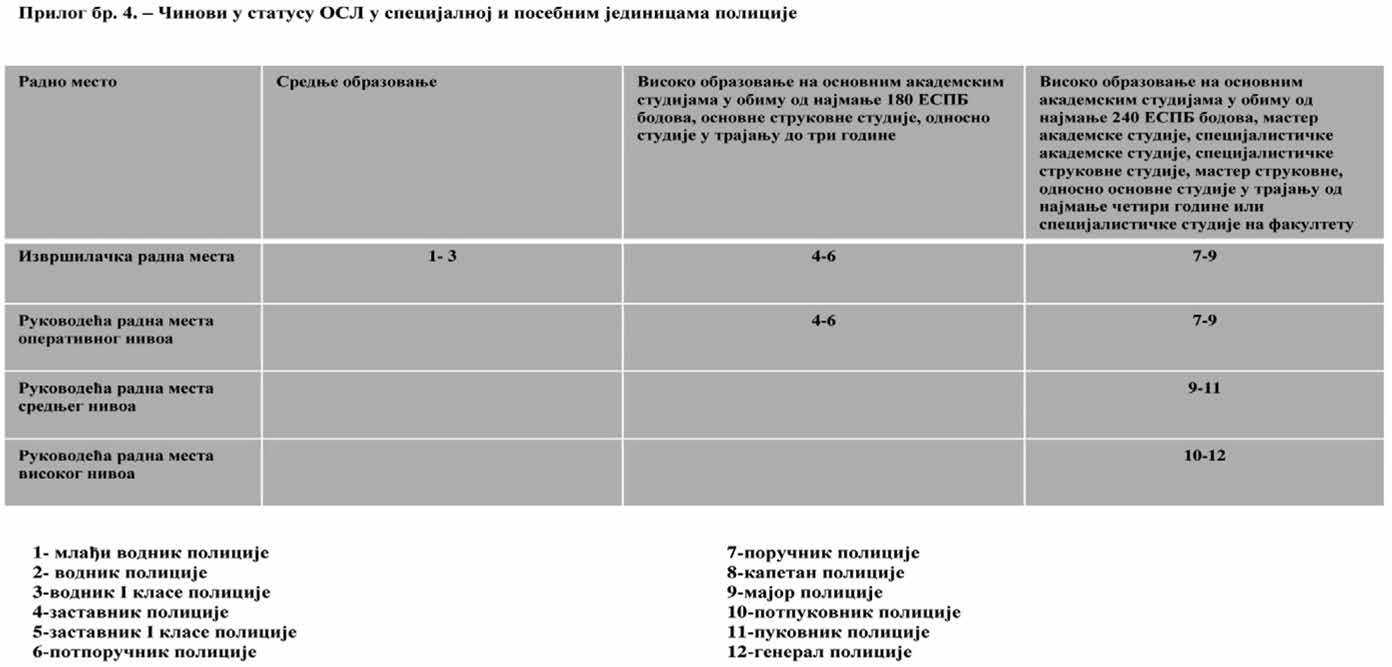 Прилог бр. 4. – Чинови у статусу ОСЛ у специјалној и посебним јединицама полиције
Радно место
Средње образовање
Високо образовање на основним академским
студијама у обиму од најмање 180 ЕСПБ
бодова, основне струковне студије, односно
студије у трајању до три године
Високо образовање на основним
академским студијама у обиму од
најмање 240 ЕСПБ бодова, мастер
академске студије, специјалистичке
академске студије, специјалистичке
струковне студије, мастер струковне,
односно основне студије у трајању од
најмање четири године или
специјалистичке студије на факултету
Извршилачка радна места
1- 3
4-6
7-9
Руководећа радна места
оперативног нивоа
4-6
7-9
Руководећа радна места
средњег нивоа
9-11
Руководећа радна места
високог нивоа
10-12
1- млађи водник полиције
2- водник полиције
3-водник I класе полиције
4-заставник полиције
5-заставник I класе полиције
6-потпоручник полиције
7-поручник полиције
8-капетан полиције
9-мајор полиције
10-потпуковник полиције
11-пуковник полиције
12-генерал полиције